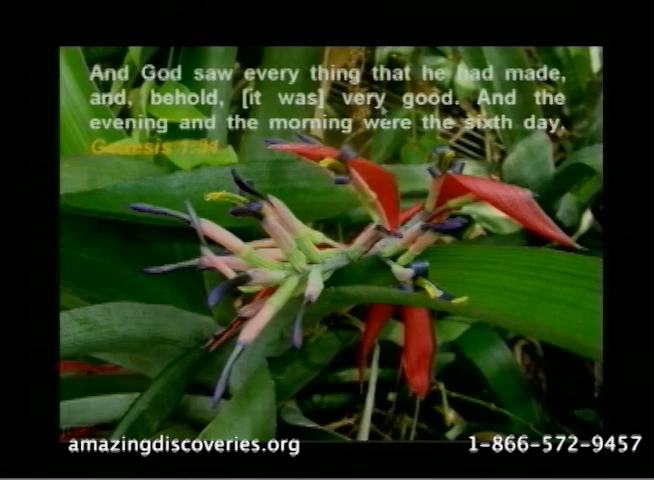 And God saw every thing that he had made,
and, behold, [it was] very good. And the
evening and the morning were the sixth day.
Genesis 1:31
amazingdiscoveries.org 1-866-572-9457